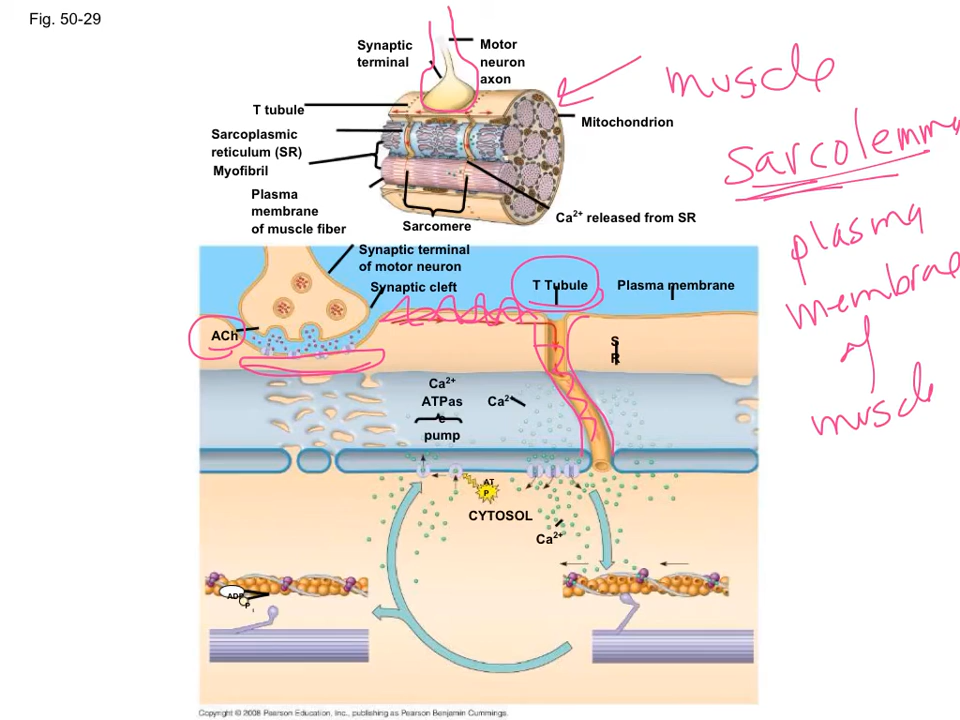 Fig. 50-29
Synaptic
terminal
Motor
neuron
axon
muscle
T tubule
Mitochondrion
Sarcoplasmic
reticulum (SR)
Myofibril
Sarcolemma
Plasma
membrane
of muscle fiber
Sarcomere
Ca2+ released from SR
plasma
membrane
of
muscle
Synaptic terminal
of motor neuron
Synaptic cleft
T Tubule
Plasma membrane
ACh
S
R
Ca2+
ATPas
e
pump
Ca2
AT
P
CYTOSOL
Ca2+
ADP
P
i
Copyright © 2008 Pearson Education, Inc., publishing as Pearson Benjamin Cummings.